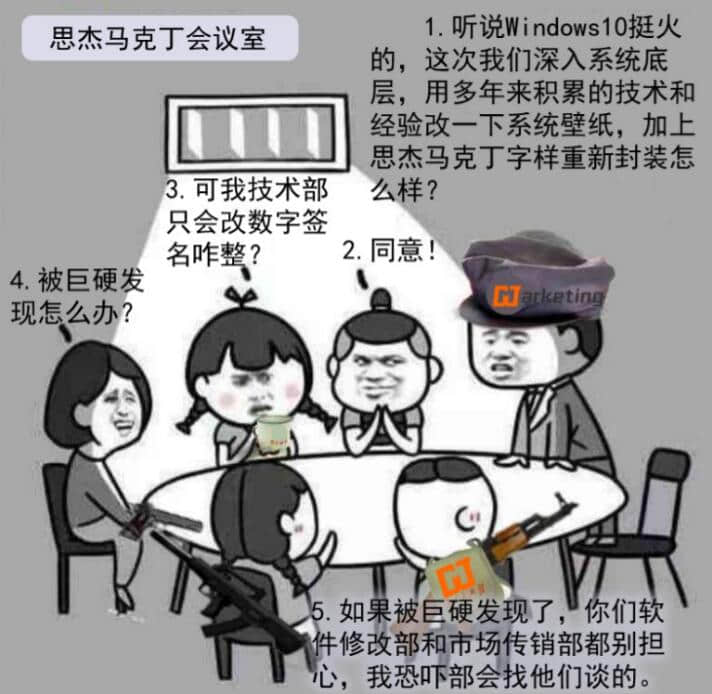 思杰马克丁会议室
1. 听说Windows10挺火
的，这次我们深入系统底
层，用多年来积累的技术和
经验改一下系统壁纸，加上
思杰马克丁字样重新封装怎
么样？
2. 同意！
3. 可我技术部
只会改数字签
名咋整？
4. 被巨硬发
现怎么办？
arketing
5. 如果被巨硬发现了，你们软
件修改部和市场传销部都别担
心，我恐吓部会找他们谈的。